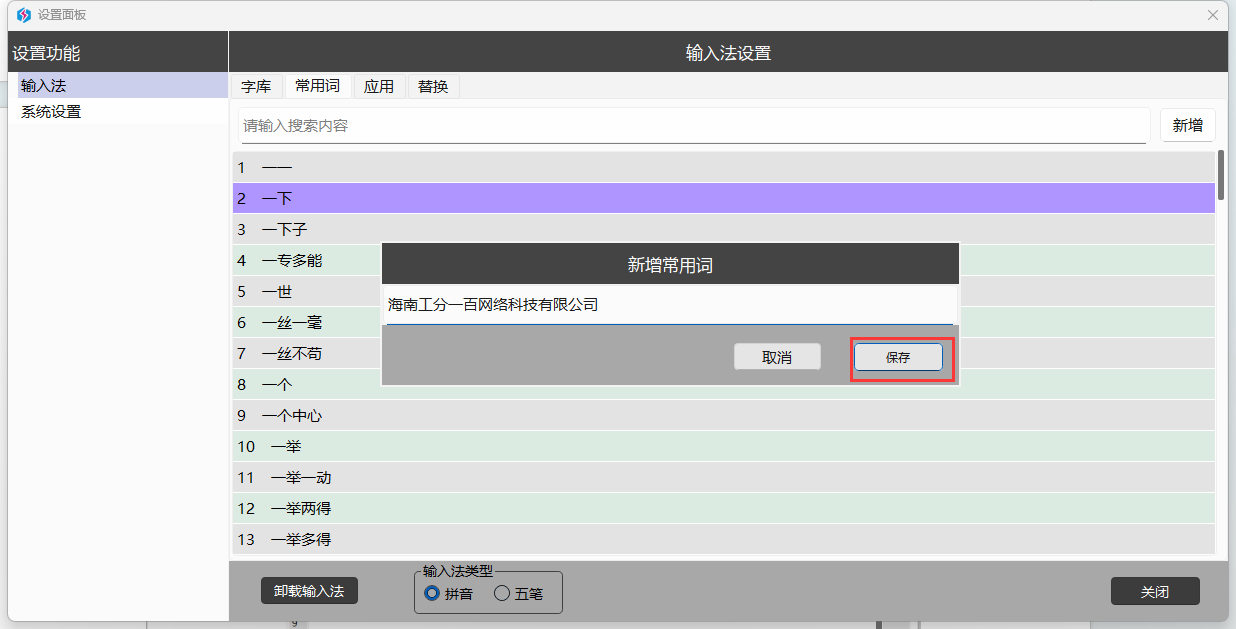 设置面板
设置功能
输入法设置
输入法
系统设置
字库 常用词 应用 替换
请输入搜索内容
新增
1 一一
2 一下
3 一下子
4 一专多能
5 一世
6 一丝一毫
7 一丝不苟
8 一个
9 一个中心
10 一举
11 一举一动
12 一举两得
13 一举多得
新增常用词
海南工分一百网络科技有限公司
取消 保存
卸载输入法
输入法类型
拼音 五笔
关闭
9